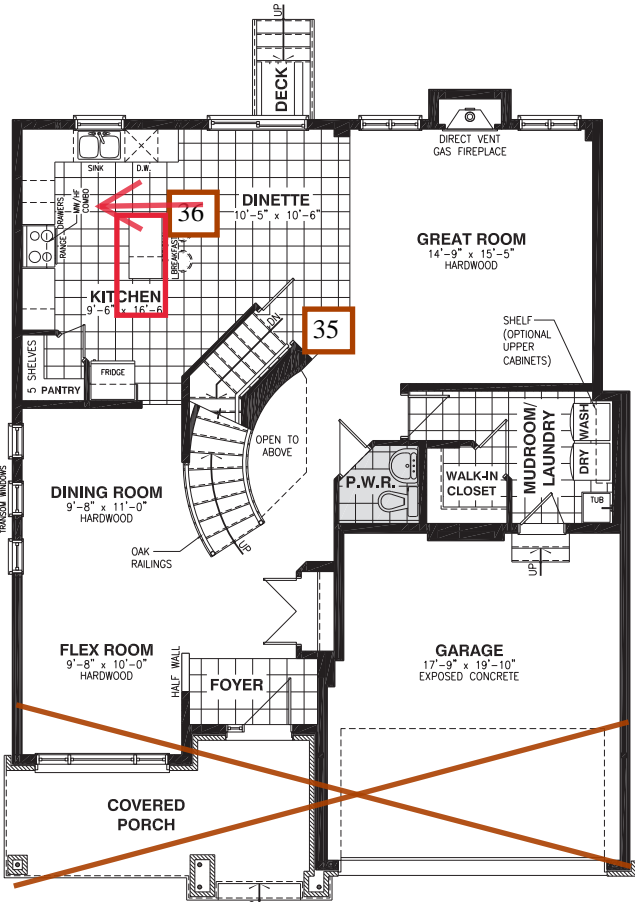 DECK
DIRECT VENT
GAS FIREPLACE
SINK
D.W.
RANGE
DRAWERS
MW/HF
COMBO
36
DINETTE
10'-5" x 10'-6"
BREAKFAST
GREAT ROOM
14'-9" x 15'-5"
HARDWOOD
KITCHEN
9'-6" x 16'-6
DN
35
SHELF
(OPTIONAL
UPPER
CABINETS)
5 SHELVES
PANTRY
FRIDGE
OPEN TO
ABOVE
MUDROOM/
LAUNDRY
WASH
DRY
TUB
P.W.R.
WALK-IN
CLOSET
TRANSOM WINDOWS
DINING ROOM
9'-8" x 11'-0"
HARDWOOD
OAK
RAILINGS
UP
UP
FLEX ROOM
9'-8" x 10'-0"
HARDWOOD
HALF WALL
FOYER
GARAGE
17'-9" x 19'-10"
EXPOSED CONCRETE
COVERED
PORCH